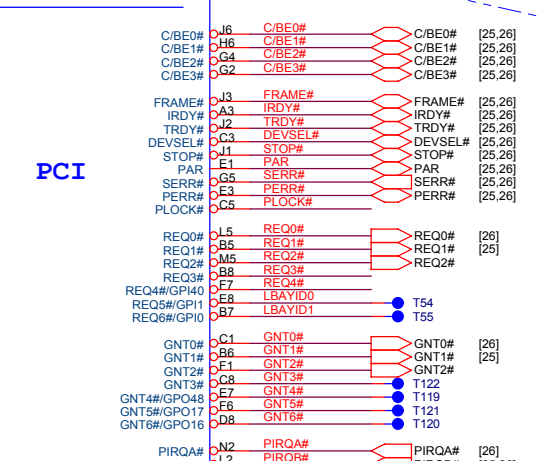 C/BE0# J6 C/BE0# C/BE0# [25,26]
C/BE1# H6 C/BE1# C/BE1# [25,26]
C/BE2# G4 C/BE2# C/BE2# [25,26]
C/BE3# G2 C/BE3# C/BE3# [25,26]
FRAME# J3 FRAME# FRAME# [25,26]
IRDY# A3 IRDY# IRDY# [25,26]
TRDY# J2 TRDY# TRDY# [25,26]
DEVSEL# C3 DEVSEL# DEVSEL# [25,26]
STOP# J1 STOP# STOP# [25,26]
PCI
PAR E1 PAR PAR [25,26]
SERR# G5 SERR# SERR# [25,26]
PERR# E3 PERR# PERR# [25,26]
PLOCK# C5 PLOCK#
REQ0# L5 REQ0# REQ0# [26]
REQ1# B5 REQ1# REQ1# [25]
REQ2# M5 REQ2# REQ2#
REQ3# B8 REQ3#
REQ4#/GPI40 F7 REQ4#
REQ5#/GPI1 E8 LBAYID0 T54
REQ6#/GPI0 B7 LBAYID1 T55
GNT0# C1 GNT0# GNT0# [26]
GNT1# B6 GNT1# GNT1# [25]
GNT2# F1 GNT2# GNT2#
GNT3# C8 GNT3# T122
GNT4#/GPO48 E7 GNT4# T119
GNT5#/GPO17 F6 GNT5# T121
GNT6#/GPO16 D8 GNT6# T120
PIRQA# N2 PIRQA# PIRQA# [26]
L2 PIRQB#